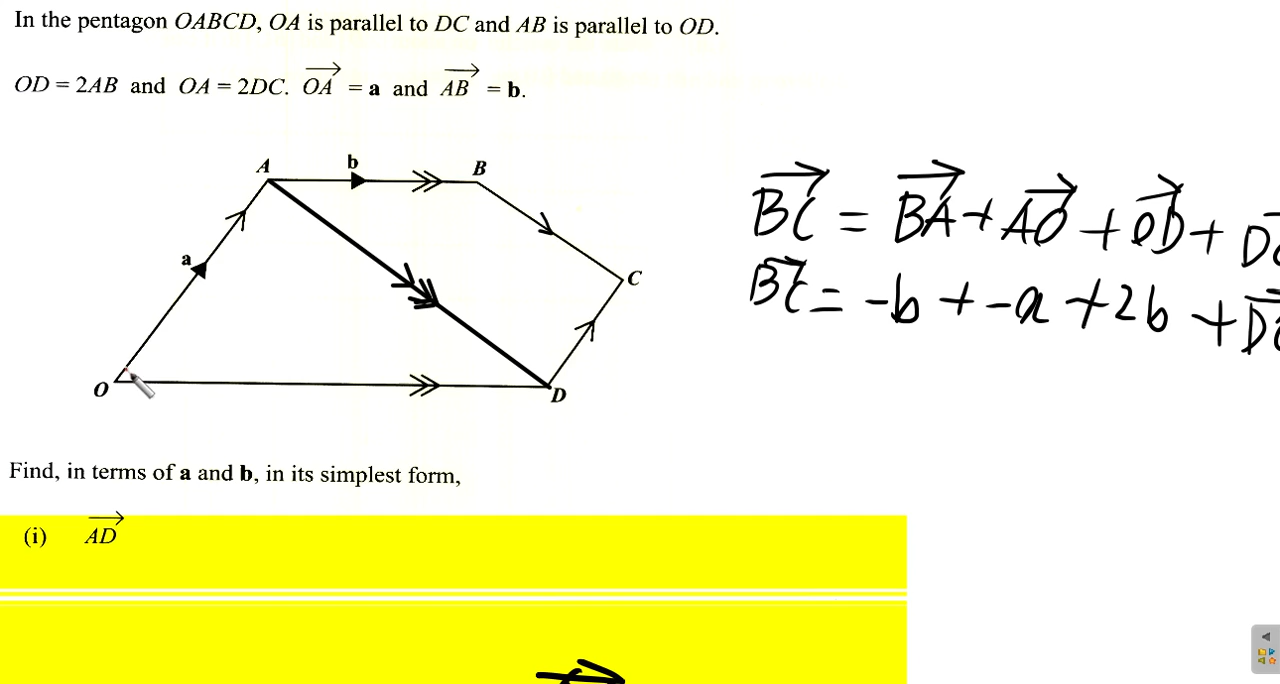 In the pentagon OABCD, OA is parallel to DC and AB is parallel to OD.
OD = 2AB and OA = 2DC. OA = a and AB = b.
A
b
B
a
C
O
D
BC = BA + AO + OD +
BC = -b + -a + 2b +
Find, in terms of a and b, in its simplest form,
(i) AD